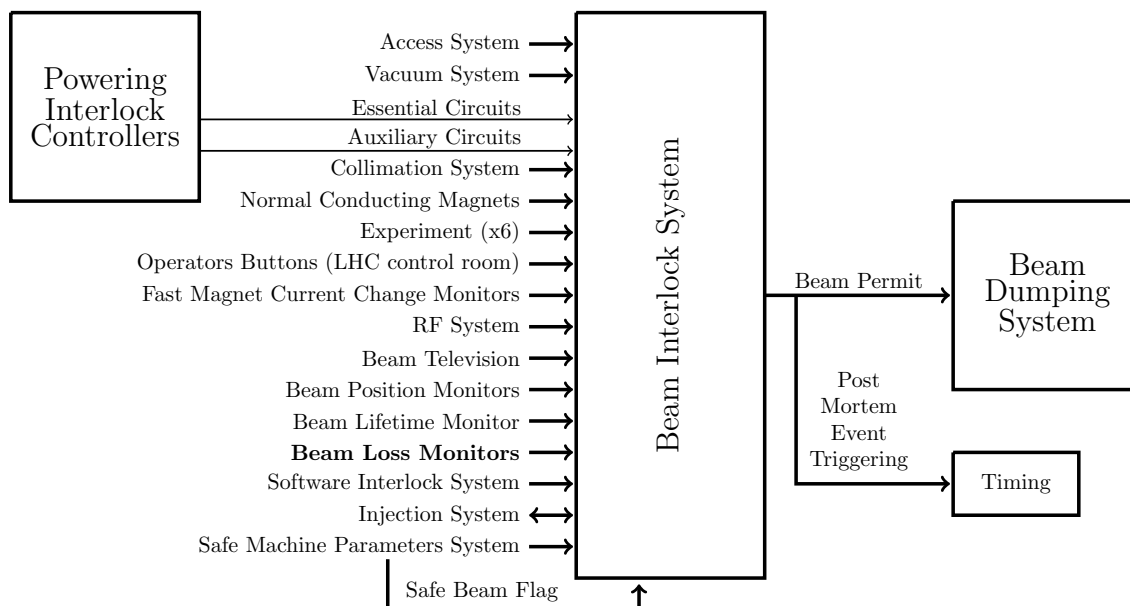 Powering
Interlock
Controllers
Access System
Vacuum System
Essential Circuits
Auxiliary Circuits
Collimation System
Normal Conducting Magnets
Experiment (x6)
Operators Buttons (LHC control room)
Fast Magnet Current Change Monitors
RF System
Beam Television
Beam Position Monitors
Beam Lifetime Monitor
Beam Loss Monitors
Software Interlock System
Injection System
Safe Machine Parameters System
Safe Beam Flag
Beam Interlock System
Beam Permit
Beam
Dumping
System
Post
Mortem
Event
Triggering
Timing